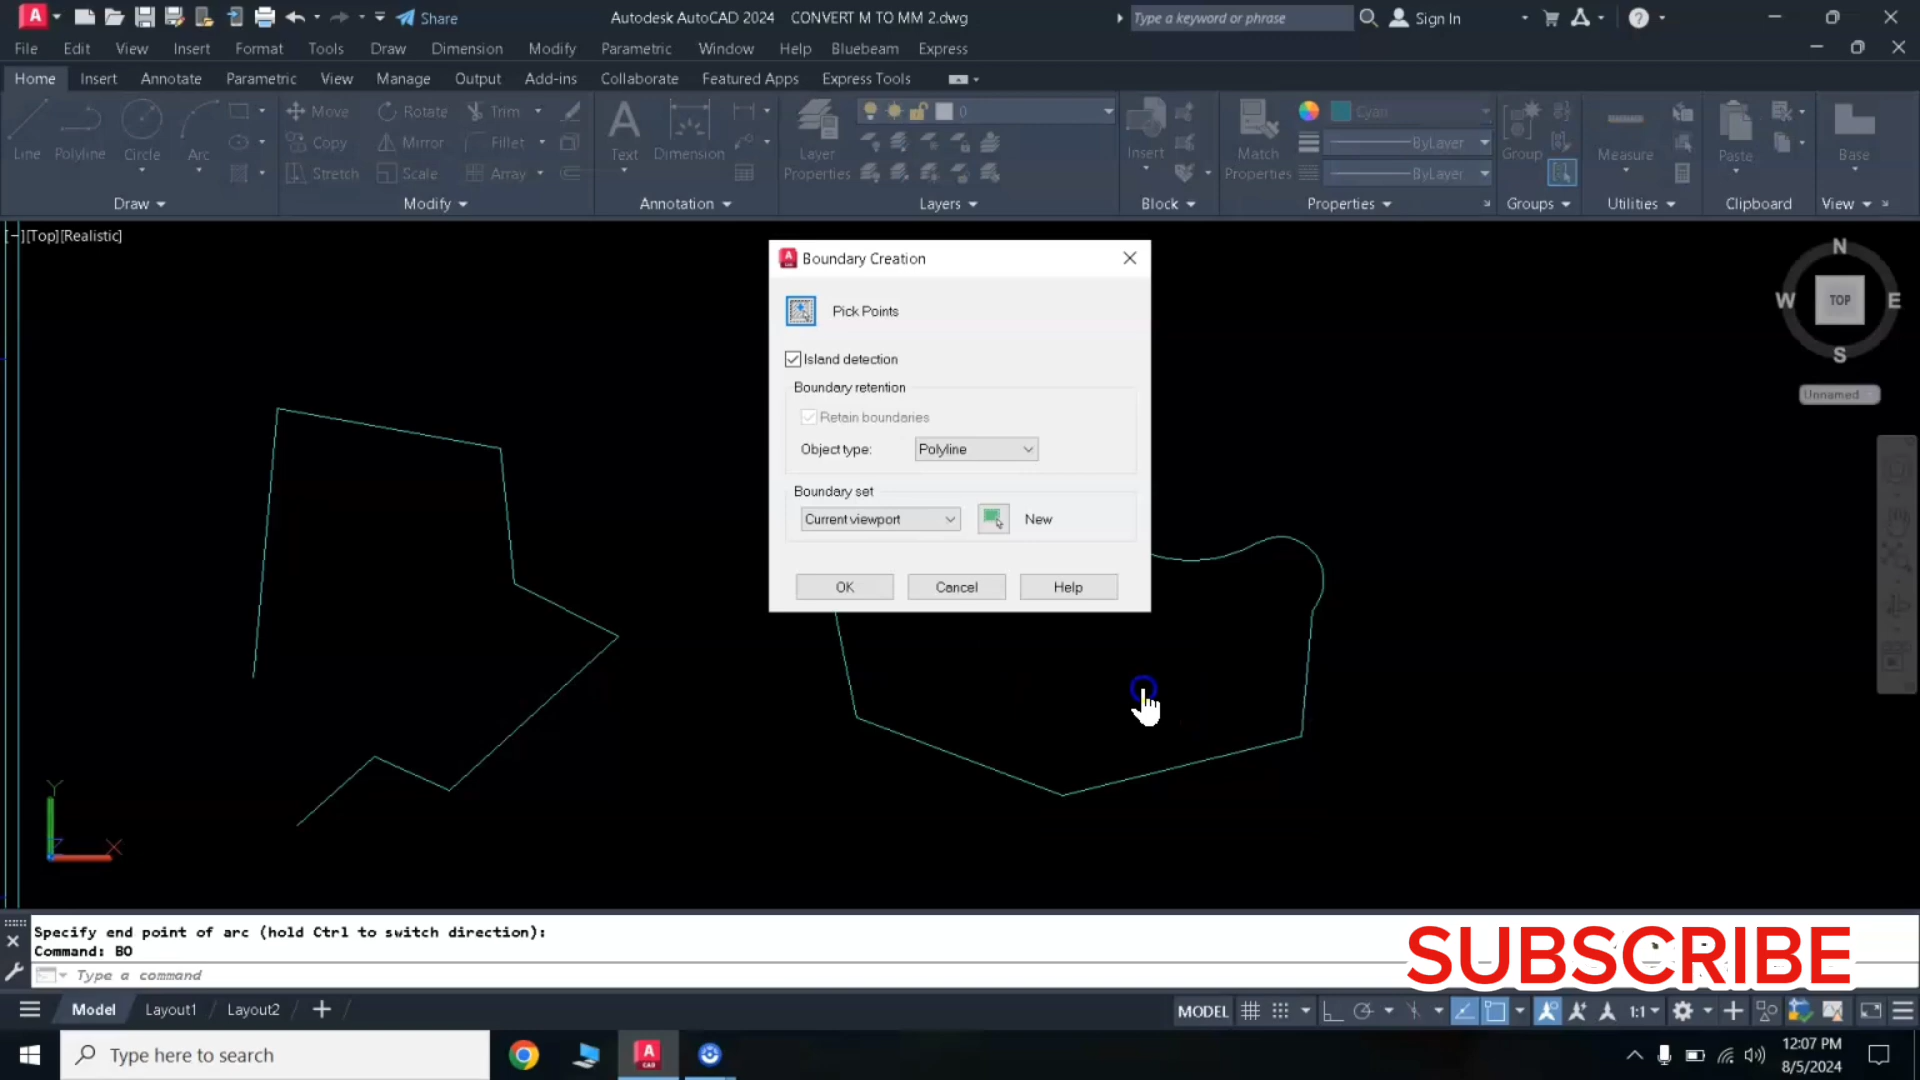 Share
Autodesk AutoCAD 2024 CONVERT M TO MM 2.dwg
Type a keyword or phrase
Sign In
File Edit View Insert Format Tools Draw Dimension Modify Parametric Window Help Bluebeam Express
Home Insert Annotate Parametric View Manage Output Add-ins Collaborate Featured Apps Express Tools
Move Rotate Trim 0 Cyan
Copy Mirror Fillet ByLayer
Line Polyline Circle Arc Text Dimension Layer Insert Match Group Measure Paste Base
Stretch Scale Array Properties Properties ByLayer
Draw Modify Annotation Layers Block Properties Groups Utilities Clipboard View
[−][Top][Realistic]
N
W TOP E
S
Unnamed
Boundary Creation
Pick Points
Island detection
Boundary retention
Retain boundaries
Object type: Polyline
Boundary set
Current viewport New
OK Cancel Help
Y
Z X
Specify end point of arc (hold Ctrl to switch direction):
Command: BO
Type a command
SUBSCRIBE
Model Layout1 Layout2
MODEL 1:1
Type here to search
A CAD
12:07 PM
8/5/2024